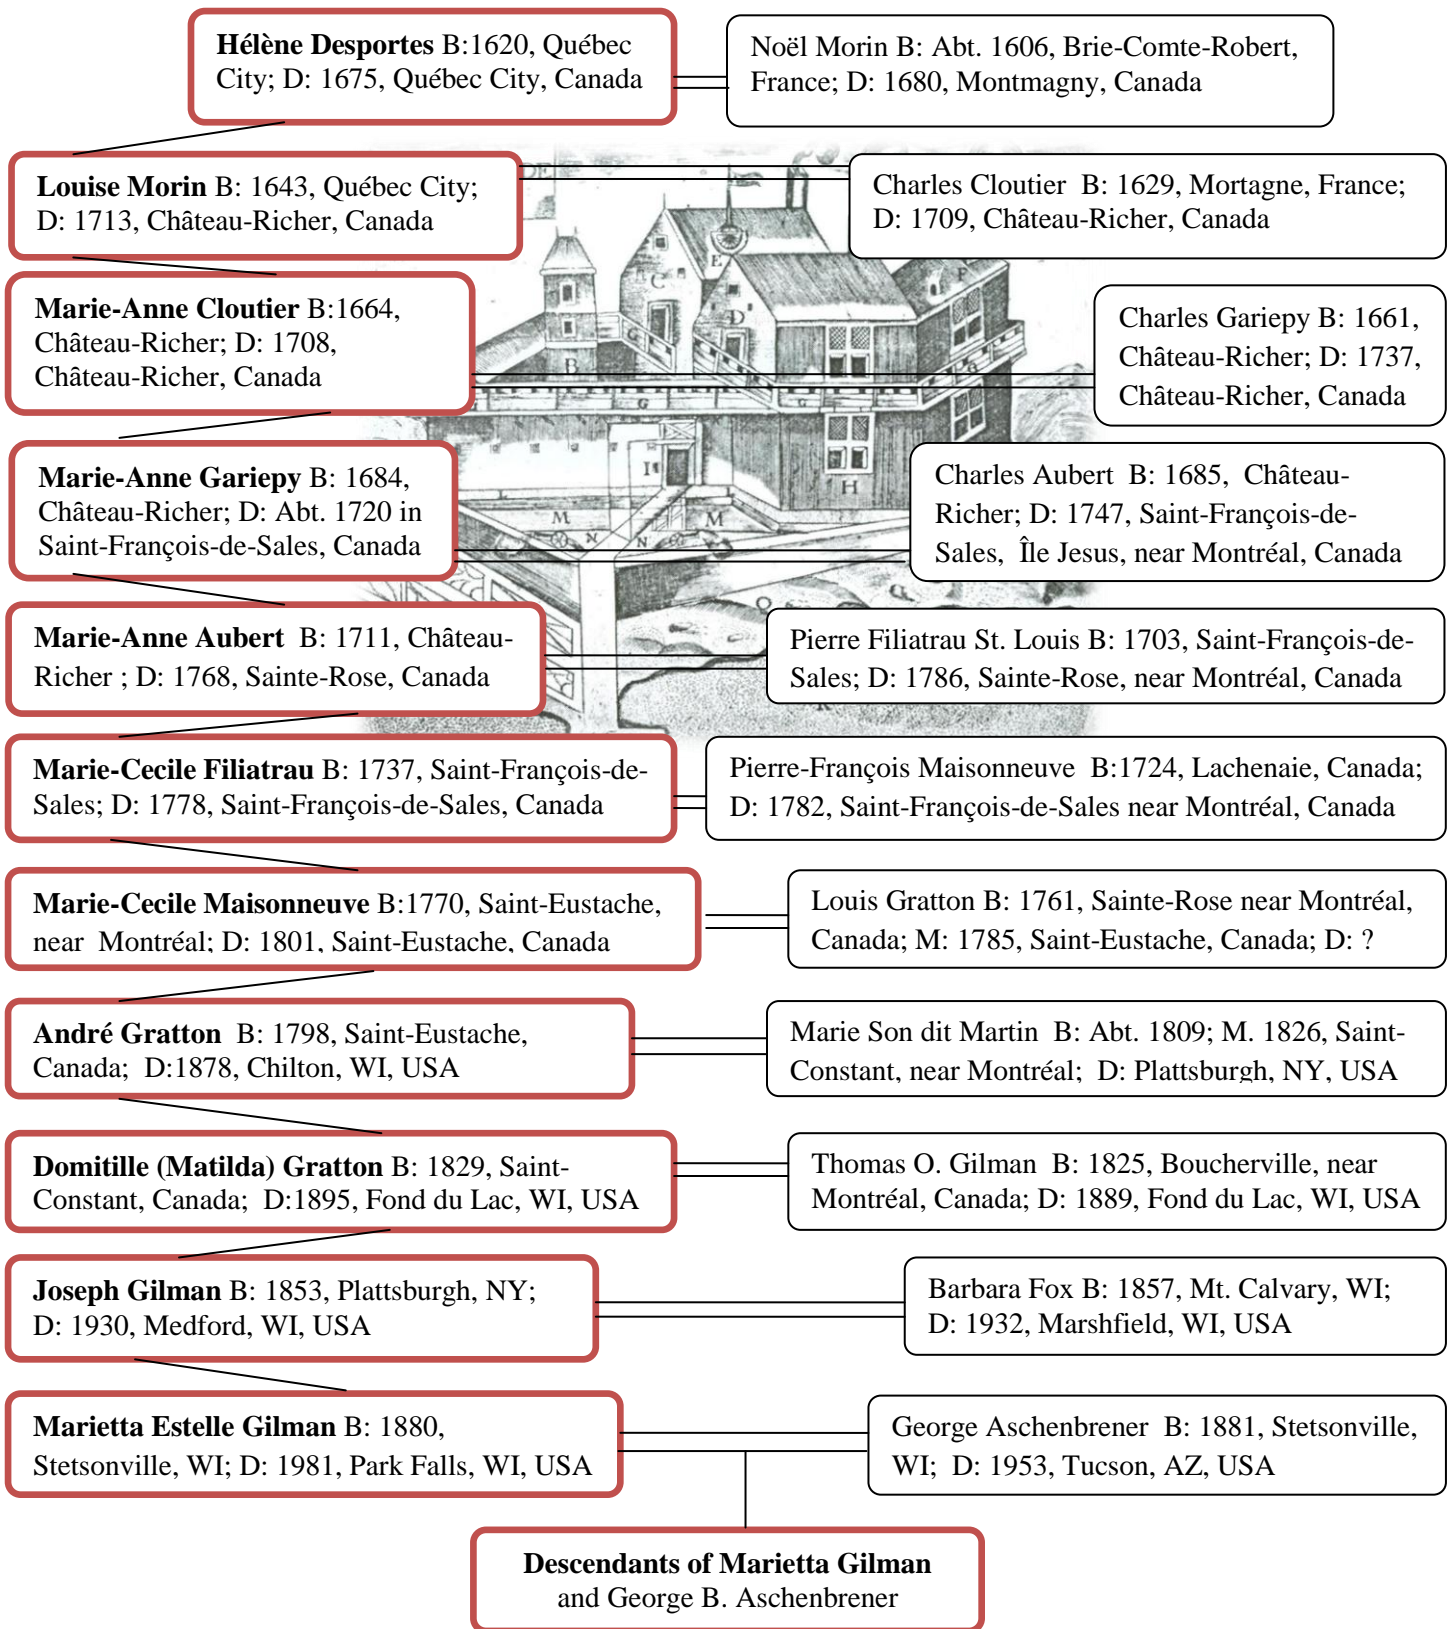 Hélène Desportes B:1620, Québec
City; D: 1675, Québec City, Canada
Noël Morin B: Abt. 1606, Brie-Comte-Robert,
France; D: 1680, Montmagny, Canada
Louise Morin B: 1643, Québec City;
D: 1713, Château-Richer, Canada
Charles Cloutier B: 1629, Mortagne, France;
D: 1709, Château-Richer, Canada
Marie-Anne Cloutier B:1664,
Château-Richer; D: 1708,
Château-Richer, Canada
Charles Gariepy B: 1661,
Château-Richer; D: 1737,
Château-Richer, Canada
Marie-Anne Gariepy B: 1684,
Château-Richer; D: Abt. 1720 in
Saint-François-de-Sales, Canada
Charles Aubert B: 1685, Château-
Richer; D: 1747, Saint-François-de-
Sales, Île Jesus, near Montréal, Canada
Marie-Anne Aubert B: 1711, Château-
Richer ; D: 1768, Sainte-Rose, Canada
Pierre Filiatrau St. Louis B: 1703, Saint-François-de-
Sales; D: 1786, Sainte-Rose, near Montréal, Canada
Marie-Cecile Filiatrau B: 1737, Saint-François-de-
Sales; D: 1778, Saint-François-de-Sales, Canada
Pierre-François Maisonneuve B:1724, Lachenaie, Canada;
D: 1782, Saint-François-de-Sales near Montréal, Canada
Marie-Cecile Maisonneuve B:1770, Saint-Eustache,
near Montréal; D: 1801, Saint-Eustache, Canada
Louis Gratton B: 1761, Sainte-Rose near Montréal,
Canada; M: 1785, Saint-Eustache, Canada; D: ?
André Gratton B: 1798, Saint-Eustache,
Canada; D:1878, Chilton, WI, USA
Marie Son dit Martin B: Abt. 1809; M. 1826, Saint-
Constant, near Montréal; D: Plattsburgh, NY, USA
Domitille (Matilda) Gratton B: 1829, Saint-
Constant, Canada; D:1895, Fond du Lac, WI, USA
Thomas O. Gilman B: 1825, Boucherville, near
Montréal, Canada; D: 1889, Fond du Lac, WI, USA
Joseph Gilman B: 1853, Plattsburgh, NY;
D: 1930, Medford, WI, USA
Barbara Fox B: 1857, Mt. Calvary, WI;
D: 1932, Marshfield, WI, USA
Marietta Estelle Gilman B: 1880,
Stetsonville, WI; D: 1981, Park Falls, WI, USA
George Aschenbrener B: 1881, Stetsonville,
WI; D: 1953, Tucson, AZ, USA
Descendants of Marietta Gilman
and George B. Aschenbrener
DE
E
F
C
D
G
B
G
I
H
L
L
M
M
N
N